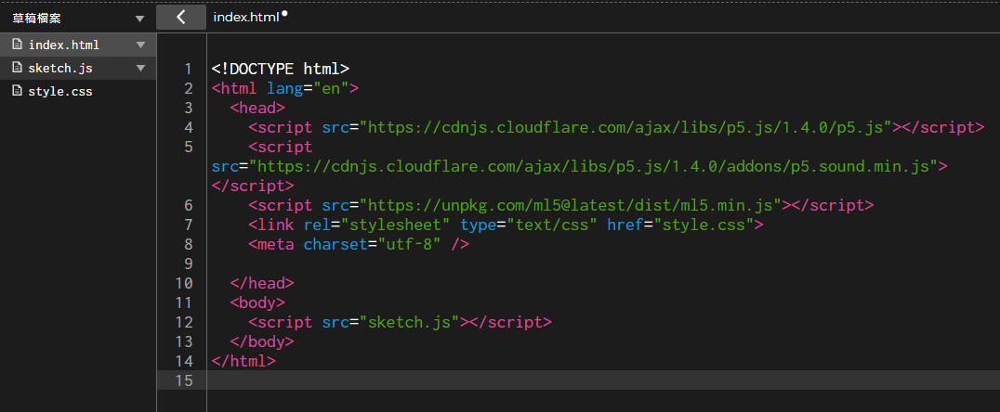 草稿檔案
index.html
index.html
sketch.js
style.css
1 <!DOCTYPE html>
2 <html lang="en">
3 <head>
4 <script src="https://cdnjs.cloudflare.com/ajax/libs/p5.js/1.4.0/p5.js"></script>
5 <script
src="https://cdnjs.cloudflare.com/ajax/libs/p5.js/1.4.0/addons/p5.sound.min.js">
</script>
6 <script src="https://unpkg.com/ml5@latest/dist/ml5.min.js"></script>
7 <link rel="stylesheet" type="text/css" href="style.css">
8 <meta charset="utf-8" />
9
10 </head>
11 <body>
12 <script src="sketch.js"></script>
13 </body>
14 </html>
15